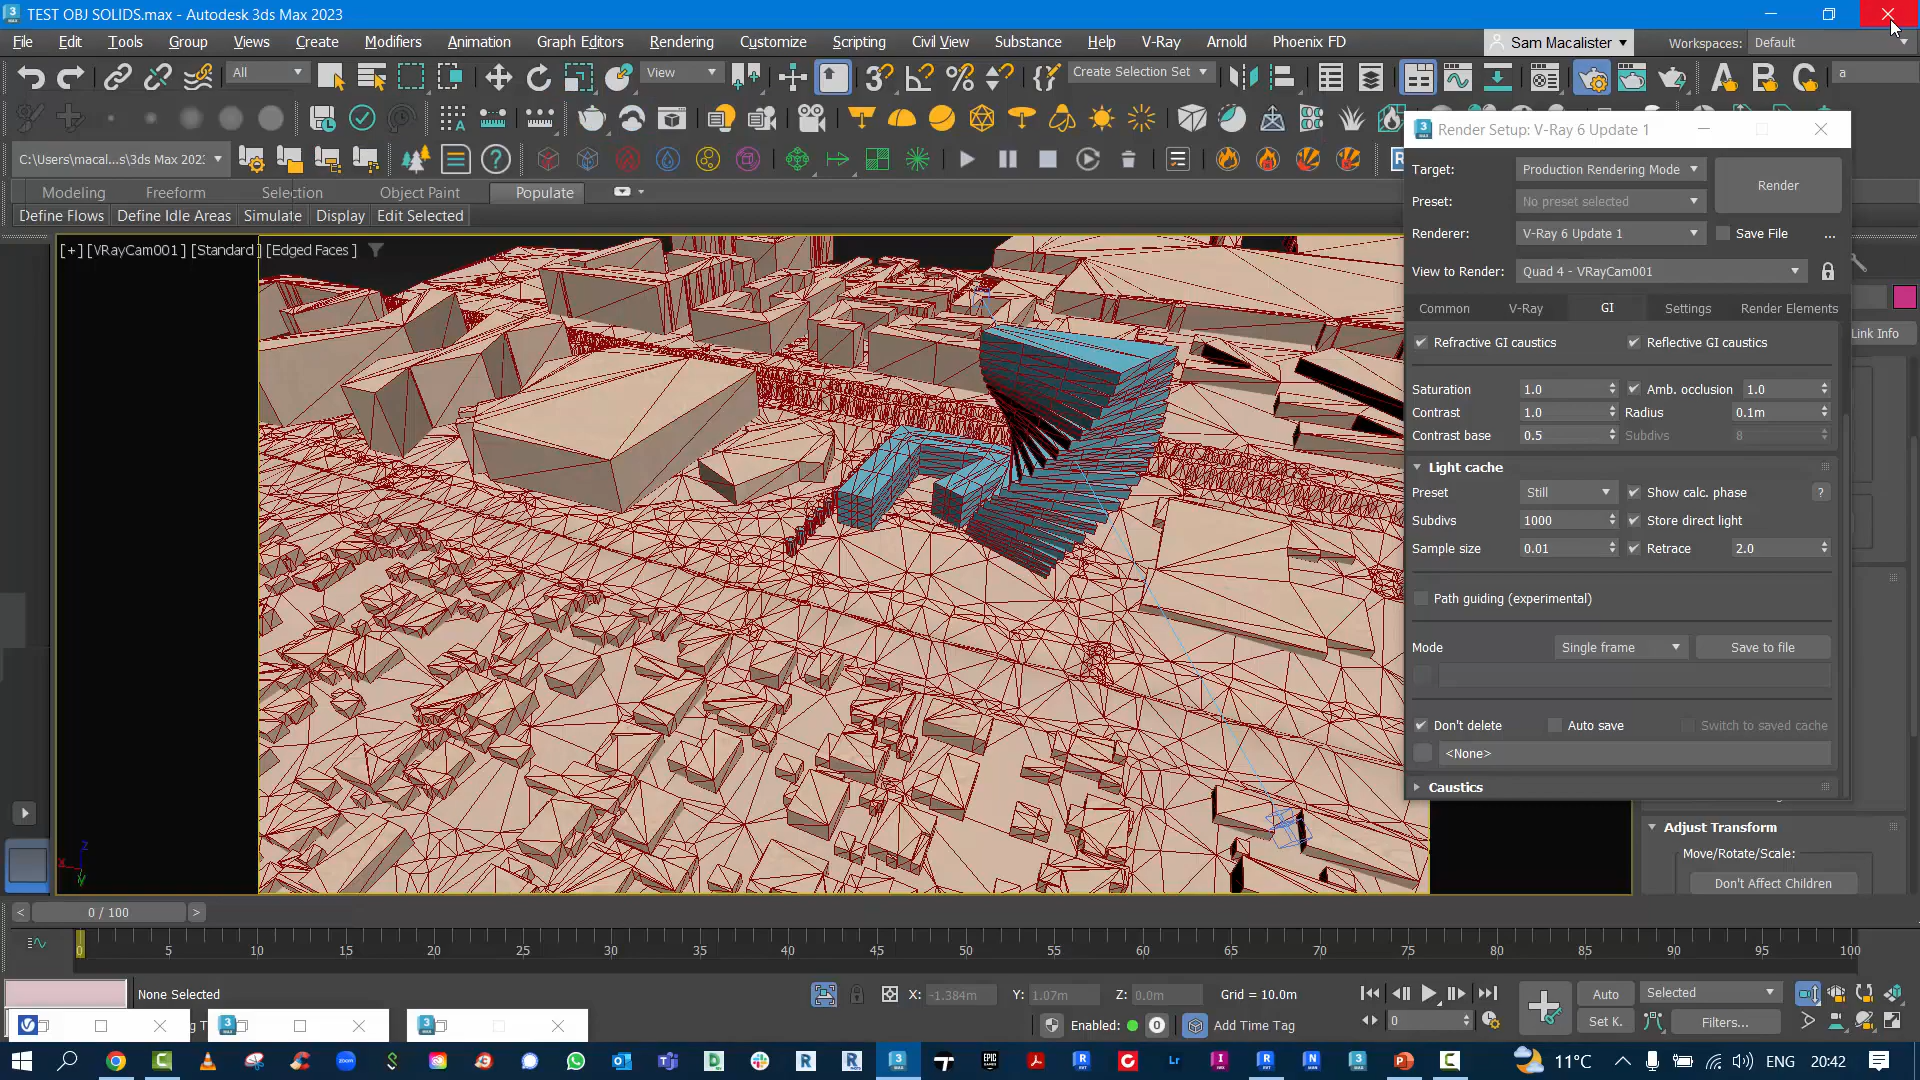 TEST OBJ SOLIDS.max - Autodesk 3ds Max 2023
File Edit Tools Group Views Create Modifiers Animation Graph Editors Rendering Customize Scripting Civil View Substance Help V-Ray Arnold Phoenix FD
Sam Macalister
Workspaces: Default
All
View
Create Selection Set
a
C:\Users\macal...s\3ds Max 202:
Modeling Freeform Selection Object Paint Populate
Define Flows Define Idle Areas Simulate Display Edit Selected
[+] [VRayCam001] [Standard] [Edged Faces]
Render Setup: V-Ray 6 Update 1
Target: Production Rendering Mode
Render
Preset: No preset selected
Renderer: V-Ray 6 Update 1
Save File ...
View to Render: Quad 4 - VRayCam001
Common V-Ray GI Settings Render Elements
Link Info
Refractive GI caustics Reflective GI caustics
Saturation 1.0 Amb. occlusion 1.0
Contrast 1.0 Radius 0.1m
Contrast base 0.5 Subdivs 8
Light cache
Preset Still Show calc. phase ?
Subdivs 1000 Store direct light
Sample size 0.01 Retrace 2.0
Path guiding (experimental)
Mode Single frame Save to file
Don't delete Auto save Switch to saved cache
<None>
Caustics
Adjust Transform
Move/Rotate/Scale:
Don't Affect Children
0 / 100
0 5 10 15 20 25 30 35 40 45 50 55 60 65 70 75 80 85 90 95 100
None Selected
X: -1.384m Y: 1.07m Z: 0.0m Grid = 10.0m
Auto Selected
Enabled: 0 Add Time Tag
0
Set K. Filters...
11°C
ENG
20:42